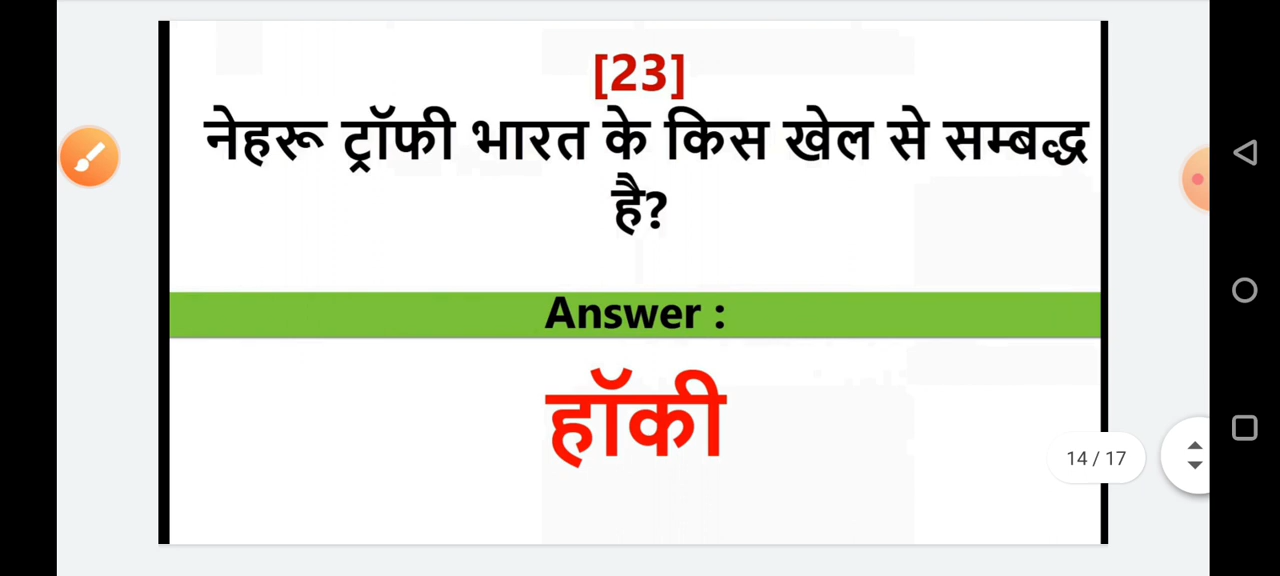 [23]
नेहरू ट्रॉफी भारत के किस खेल से सम्बद्ध
है?
Answer :
हॉकी
14 / 17